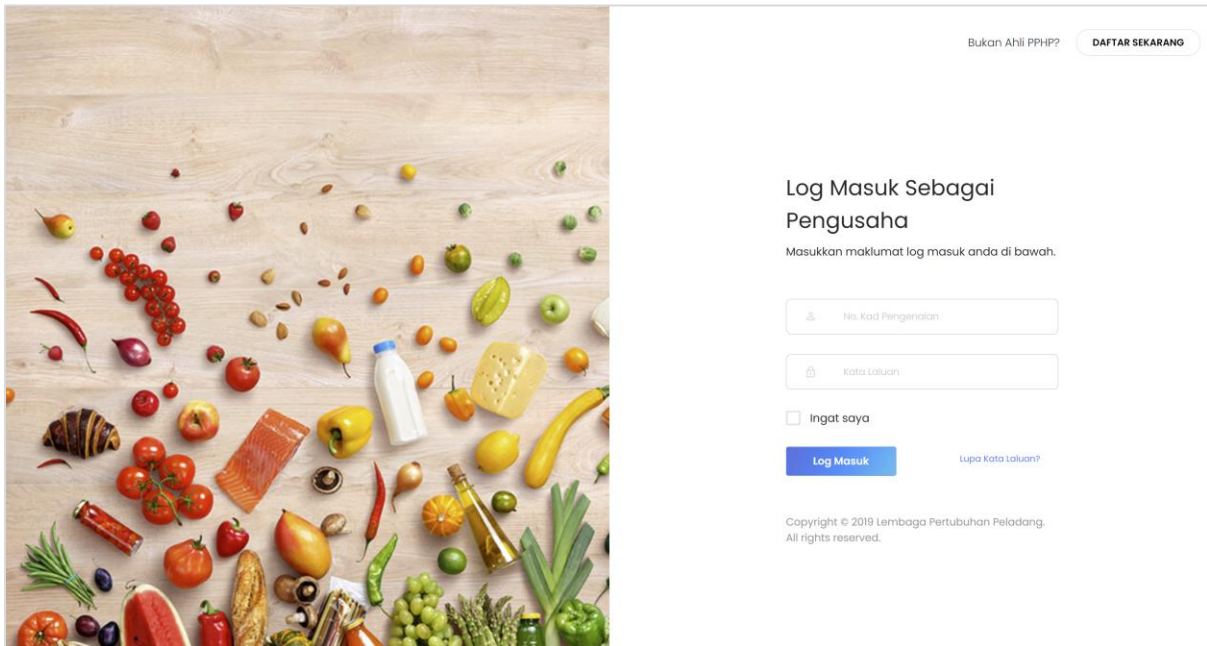 Bukan Ahli PPHP?
DAFTAR SEKARANG
Log Masuk Sebagai
Pengusaha
Masukkan maklumat log masuk anda di bawah.
No. Kad Pengenalan
Kata Laluan
Ingat saya
Log Masuk
Lupa Kata Laluan?
Copyright © 2019 Lembaga Pertubuhan Peladang.
All rights reserved.